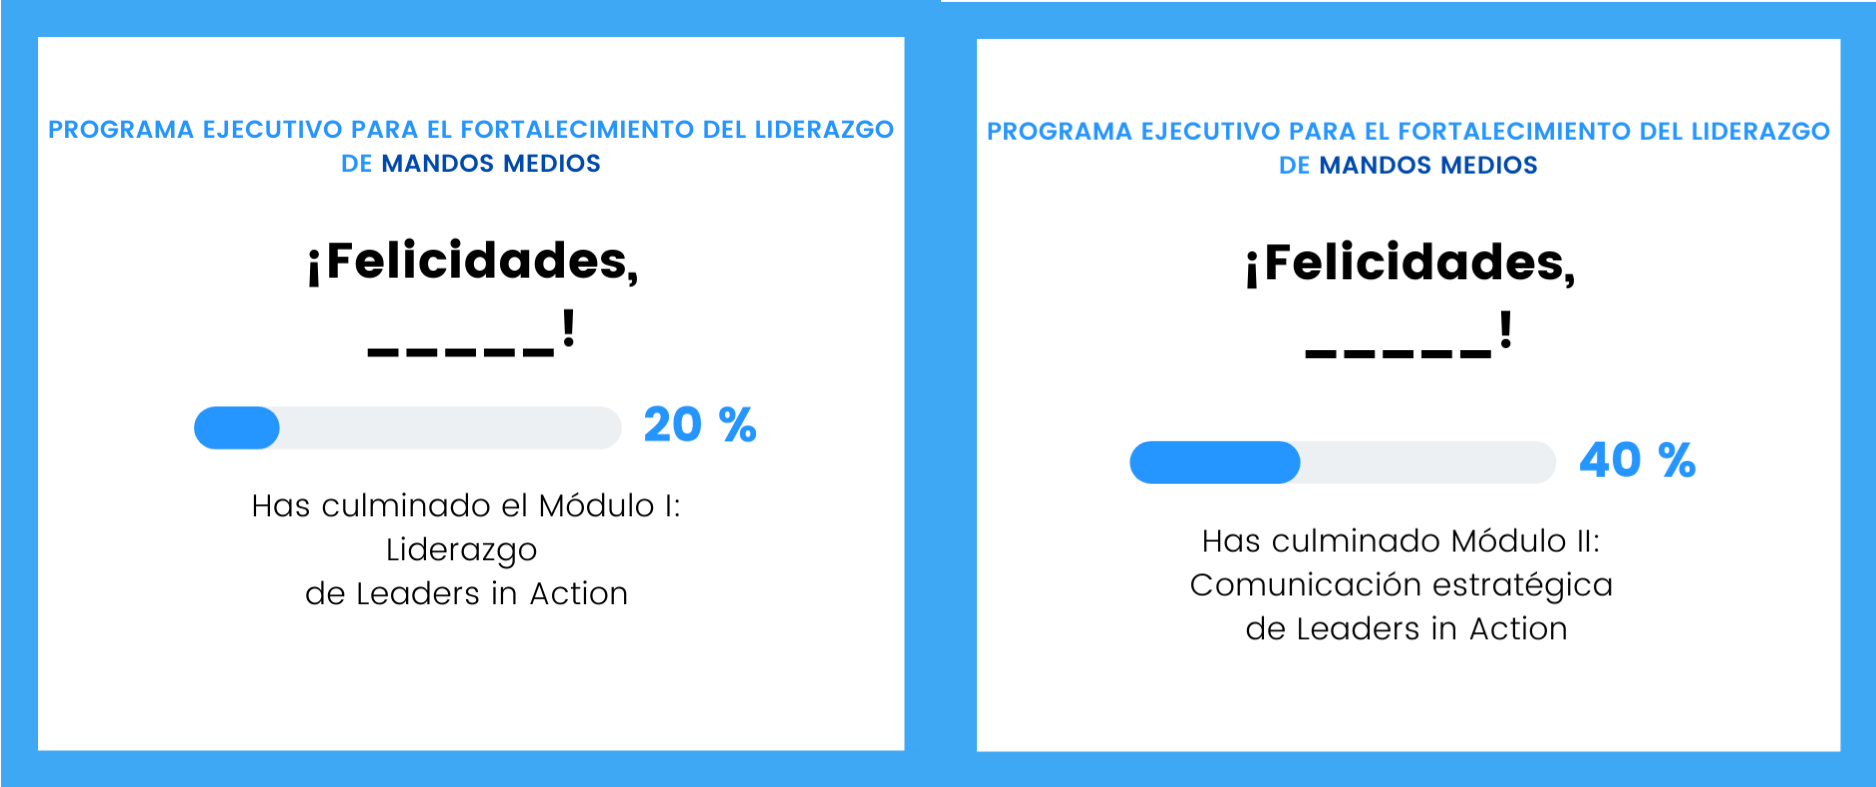 PROGRAMA EJECUTIVO PARA EL FORTALECIMIENTO DEL LIDERAZGO
DE MANDOS MEDIOS
¡Felicidades,
_____!
20 %
Has culminado el Módulo I:
Liderazgo
de Leaders in Action
PROGRAMA EJECUTIVO PARA EL FORTALECIMIENTO DEL LIDERAZGO
DE MANDOS MEDIOS
¡Felicidades,
_____!
40 %
Has culminado Módulo II:
Comunicación estratégica
de Leaders in Action